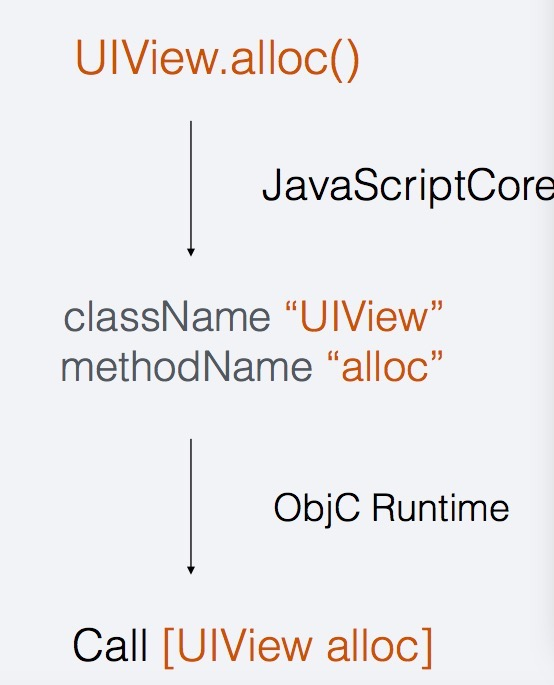 UIView.alloc()
JavaScriptCore
className “UIView”
methodName “alloc”
ObjC Runtime
Call [UIView alloc]